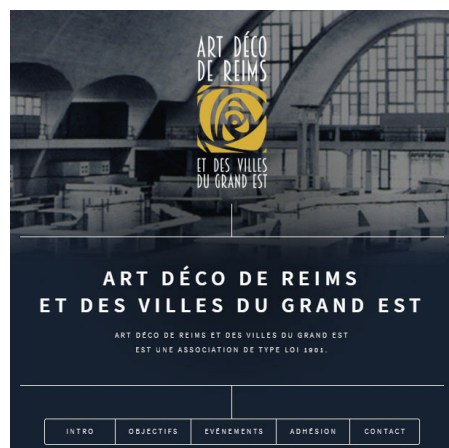 ART DÉCO
DE REIMS
ET DES VILLES
DU GRAND EST
ART DÉCO DE REIMS
ET DES VILLES DU GRAND EST
ART DÉCO DE REIMS ET DES VILLES DU GRAND EST
EST UNE ASSOCIATION DE TYPE LOI 1901.
INTRO OBJECTIFS EVÉNEMENTS ADHÉSION CONTACT